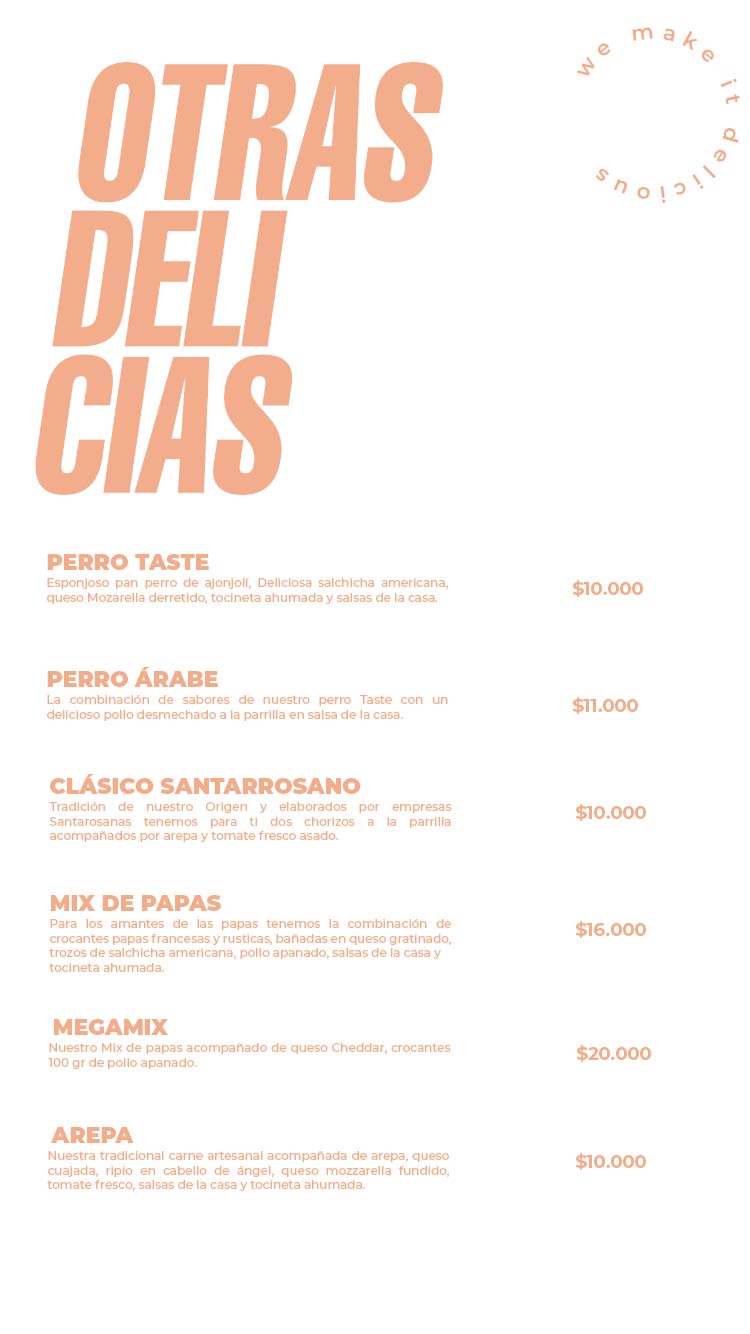 we make it delicious
OTRAS
DELI
CIAS
PERRO TASTE
Esponjoso pan perro de ajonjolí, Deliciosa salchicha americana,
queso Mozarella derretido, tocineta ahumada y salsas de la casa.
$10.000
PERRO ÁRABE
La combinación de sabores de nuestro perro Taste con un
delicioso pollo desmechado a la parrilla en salsa de la casa.
$11.000
CLÁSICO SANTARROSANO
Tradición de nuestro Origen y elaborados por empresas
Santarosanas tenemos para ti dos chorizos a la parrilla
acompañados por arepa y tomate fresco asado.
$10.000
MIX DE PAPAS
Para los amantes de las papas tenemos la combinación de
crocantes papas francesas y rusticas, bañadas en queso gratinado,
trozos de salchicha americana, pollo apanado, salsas de la casa y
tocineta ahumada.
$16.000
MEGAMIX
Nuestro Mix de papas acompañado de queso Cheddar, crocantes
100 gr de pollo apanado.
$20.000
AREPA
Nuestra tradicional carne artesanal acompañada de arepa, queso
cuajada, ripio en cabello de ángel, queso mozzarella fundido,
tomate fresco, salsas de la casa y tocineta ahumada.
$10.000